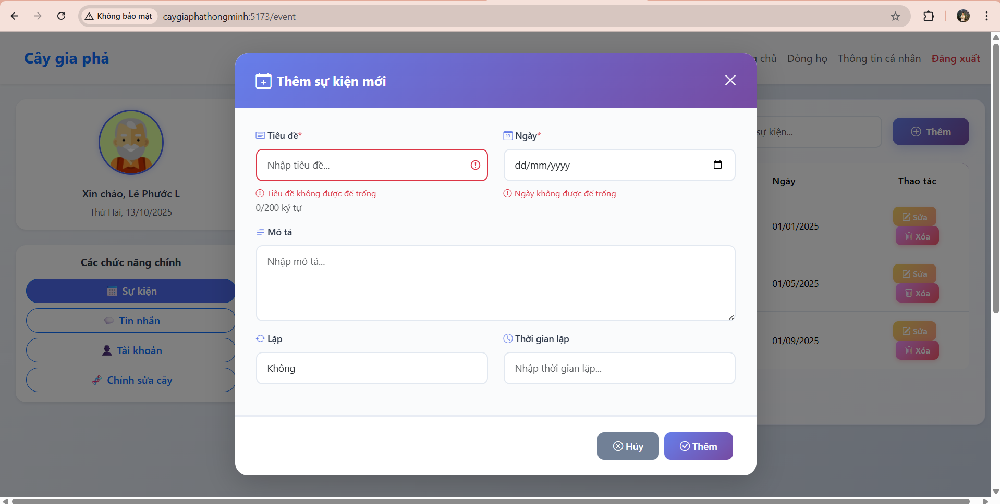 Không bảo mật
caygiaphathongminh:5173/event
Cây gia phả
chủ
Dòng họ
Thông tin cá nhân
Đăng xuất
Xin chào, Lê Phước L
Thứ Hai, 13/10/2025
Các chức năng chính
Sự kiện
Tin nhắn
Tài khoản
Chỉnh sửa cây
Thêm sự kiện mới
Tiêu đề*
Nhập tiêu đề...
Tiêu đề không được để trống
0/200 ký tự
Ngày*
dd/mm/yyyy
Ngày không được để trống
Mô tả
Nhập mô tả...
Lặp
Không
Thời gian lặp
Nhập thời gian lặp...
Hủy
Thêm
sự kiện...
Thêm
Ngày
Thao tác
01/01/2025
Sửa
Xóa
01/05/2025
Sửa
Xóa
01/09/2025
Sửa
Xóa